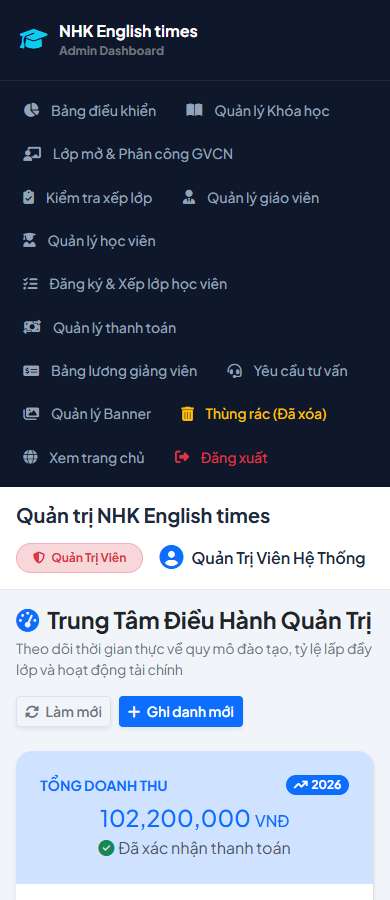 NHK English times
Admin Dashboard
Bảng điều khiển Quản lý Khóa học
Lớp mở & Phân công GVCN
Kiểm tra xếp lớp Quản lý giáo viên
Quản lý học viên
Đăng ký & Xếp lớp học viên
Quản lý thanh toán
Bảng lương giảng viên Yêu cầu tư vấn
Quản lý Banner Thùng rác (Đã xóa)
Xem trang chủ Đăng xuất
Quản trị NHK English times
Quản Trị Viên Quản Trị Viên Hệ Thống
Trung Tâm Điều Hành Quản Trị
Theo dõi thời gian thực về quy mô đào tạo, tỷ lệ lấp đầy
lớp và hoạt động tài chính
Làm mới Ghi danh mới
TỔNG DOANH THU 2026
102,200,000 VNĐ
Đã xác nhận thanh toán